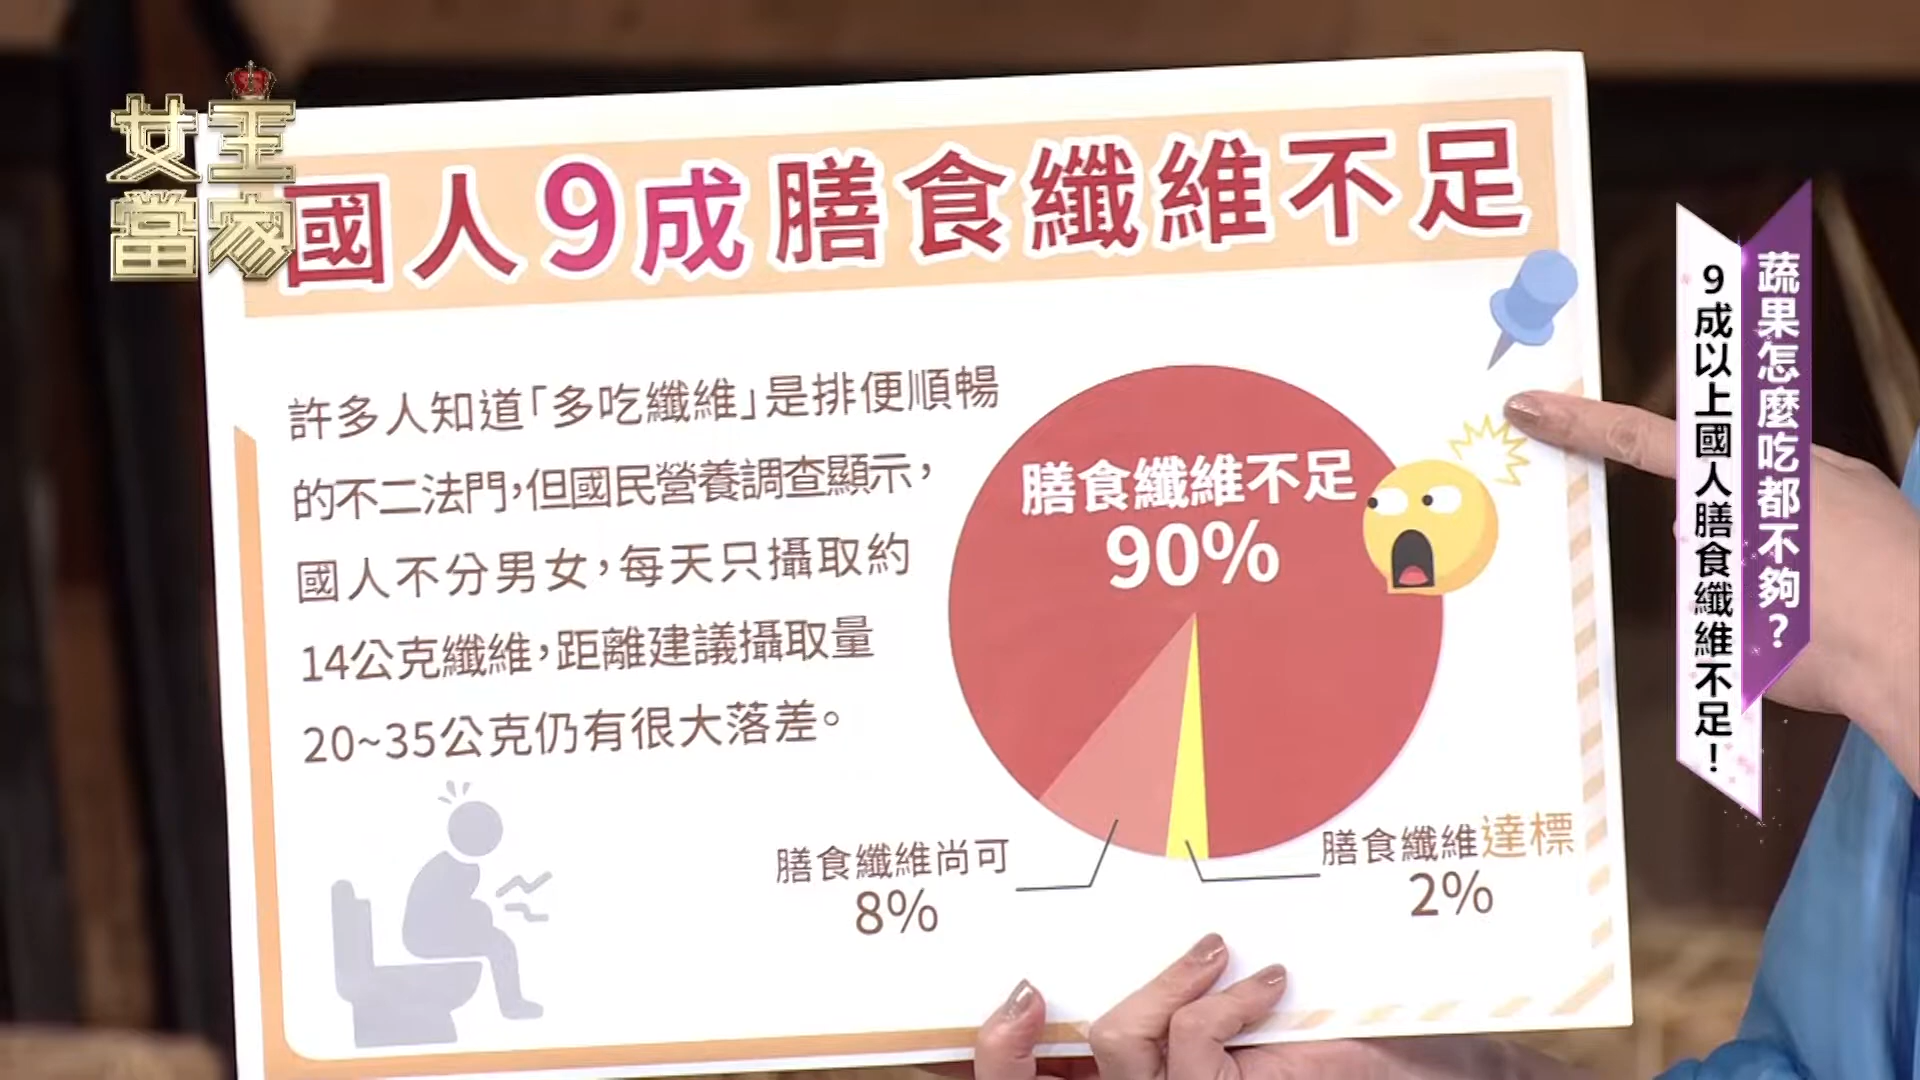 女王
當家
國人9成膳食纖維不足
許多人知道「多吃纖維」是排便順暢
的不二法門,但國民營養調查顯示,
國人不分男女,每天只攝取約
14公克纖維,距離建議攝取量
20~35公克仍有很大落差。
膳食纖維不足
90%
膳食纖維尚可
8%
膳食纖維達標
2%
蔬果怎麼吃都不夠?
9成以上國人膳食纖維不足!